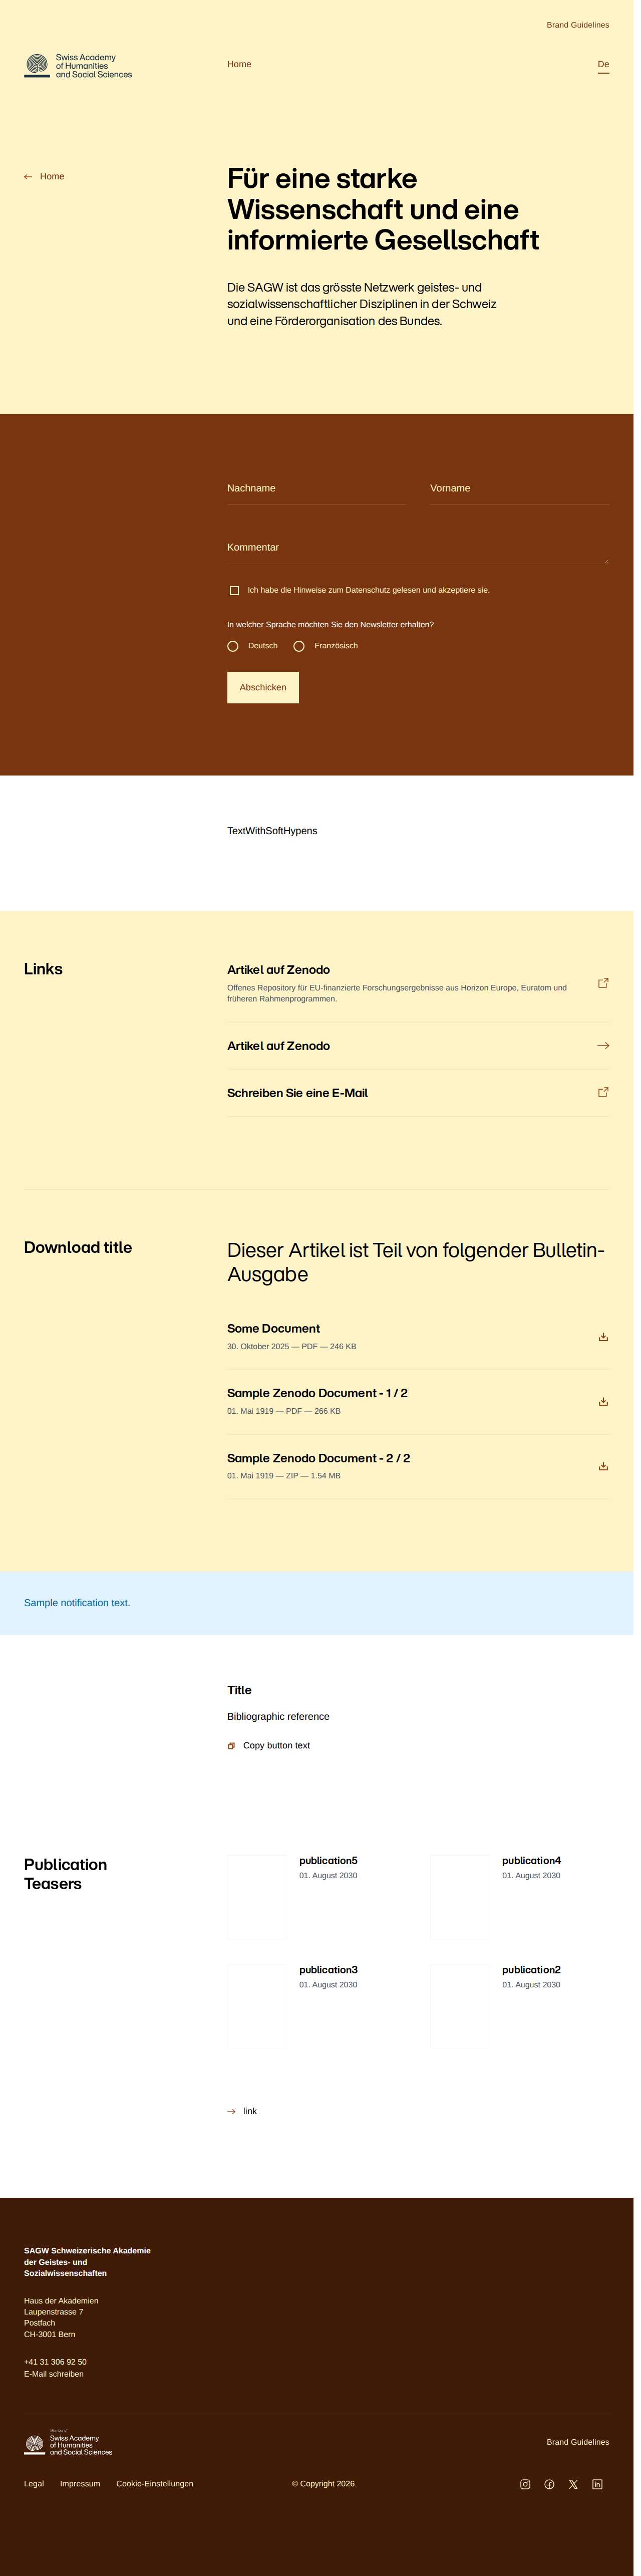 Brand Guidelines
Swiss Academy
of Humanities
and Social Sciences
Home
De
Home
Für eine starke
Wissenschaft und eine
informierte Gesellschaft
Die SAGW ist das grösste Netzwerk geistes- und
sozialwissenschaftlicher Disziplinen in der Schweiz
und eine Förderorganisation des Bundes.
Nachname
Vorname
Kommentar
Ich habe die Hinweise zum Datenschutz gelesen und akzeptiere sie.
In welcher Sprache möchten Sie den Newsletter erhalten?
Deutsch
Französisch
Abschicken
TextWithSoftHypens
Links
Artikel auf Zenodo
Offenes Repository für EU-finanzierte Forschungsergebnisse aus Horizon Europe, Euratom und
früheren Rahmenprogrammen.
Artikel auf Zenodo
Schreiben Sie eine E-Mail
Download title
Dieser Artikel ist Teil von folgender Bulletin-
Ausgabe
Some Document
30. Oktober 2025 — PDF — 246 KB
Sample Zenodo Document - 1 / 2
01. Mai 1919 — PDF — 266 KB
Sample Zenodo Document - 2 / 2
01. Mai 1919 — ZIP — 1.54 MB
Sample notification text.
Title
Bibliographic reference
Copy button text
Publication
Teasers
publication5
01. August 2030
publication4
01. August 2030
publication3
01. August 2030
publication2
01. August 2030
link
SAGW Schweizerische Akademie
der Geistes- und
Sozialwissenschaften
Haus der Akademien
Laupenstrasse 7
Postfach
CH-3001 Bern
+41 31 306 92 50
E-Mail schreiben
Member of
Swiss Academy
of Humanities
and Social Sciences
Brand Guidelines
Legal
Impressum
Cookie-Einstellungen
© Copyright 2026